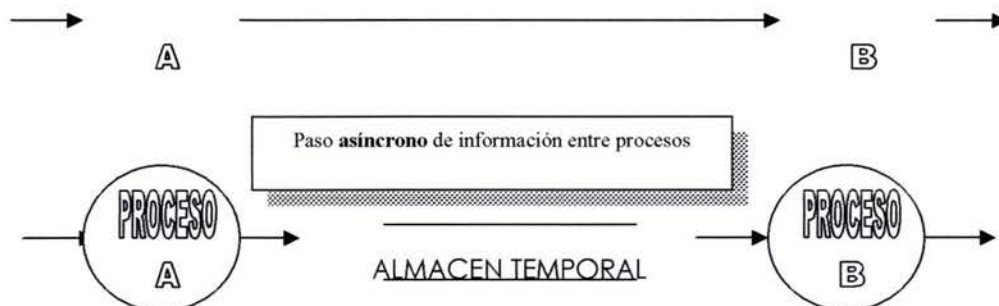 A B
Paso asíncrono de información entre procesos
PROCESO PROCESO
ALMACEN TEMPORAL
A B